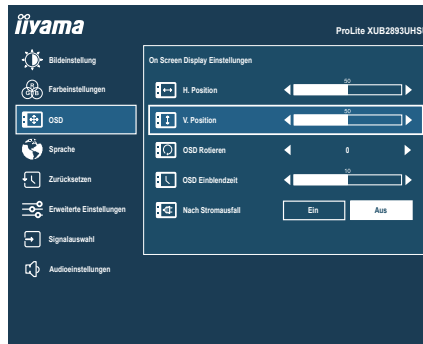 iiyama
ProLite XUB2893UHSU
Bildeinstellung
Farbeinstellungen
OSD
Sprache
Zurücksetzen
Erweiterte Einstellungen
Signalauswahl
Audioeinstellungen
On Screen Display Einstellungen
H. Position
50
V. Position
50
OSD Rotieren
0
OSD Einblendzeit
10
Nach Stromausfall
Ein
Aus